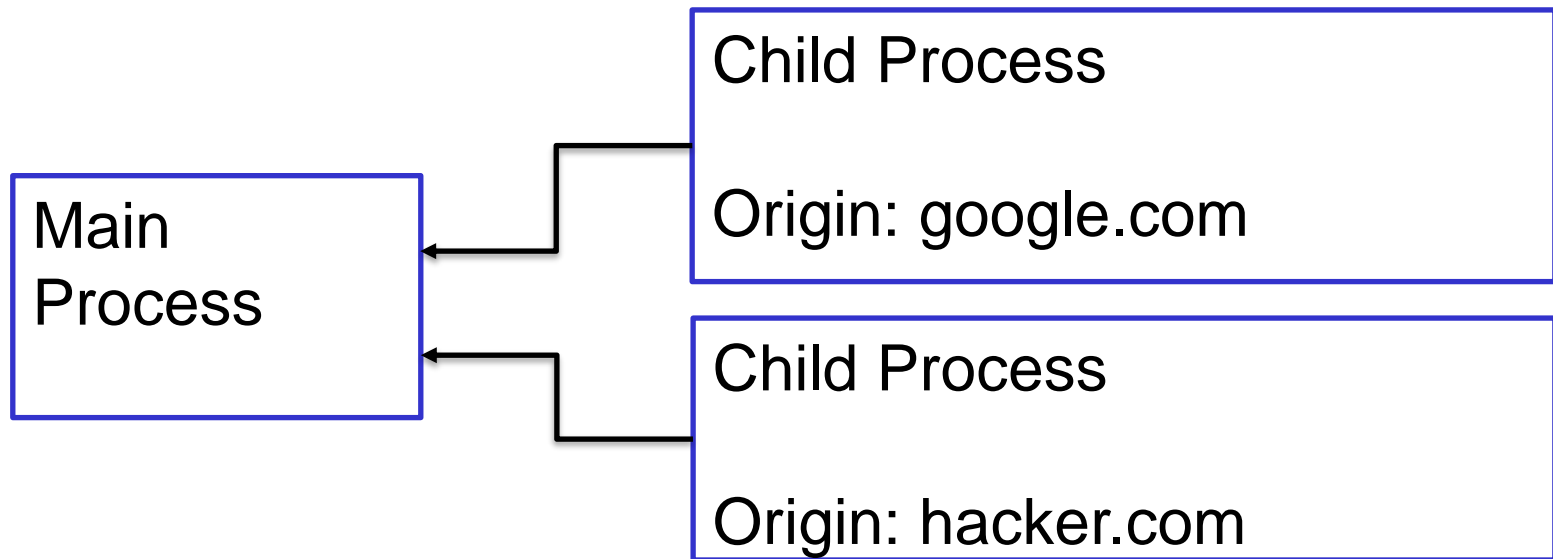 Child Process
Origin: google.com
Main
Process
Child Process
Origin: hacker.com